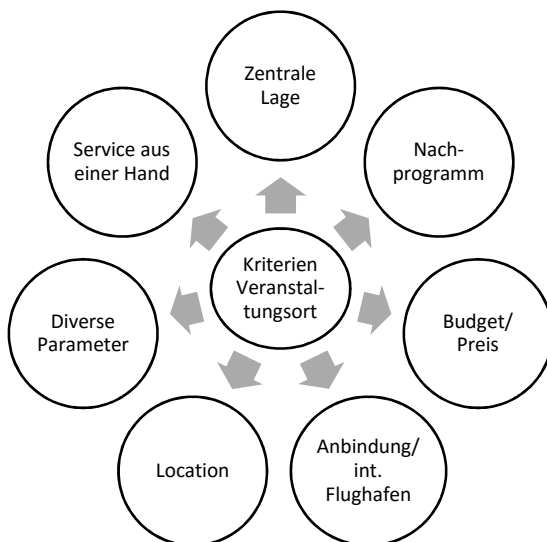 Zentrale
Lage
Nach-
programm
Budget/
Preis
Anbindung/
int.
Flughafen
Location
Diverse
Parameter
Service aus
einer Hand
Kriterien
Veranstal-
tungsort